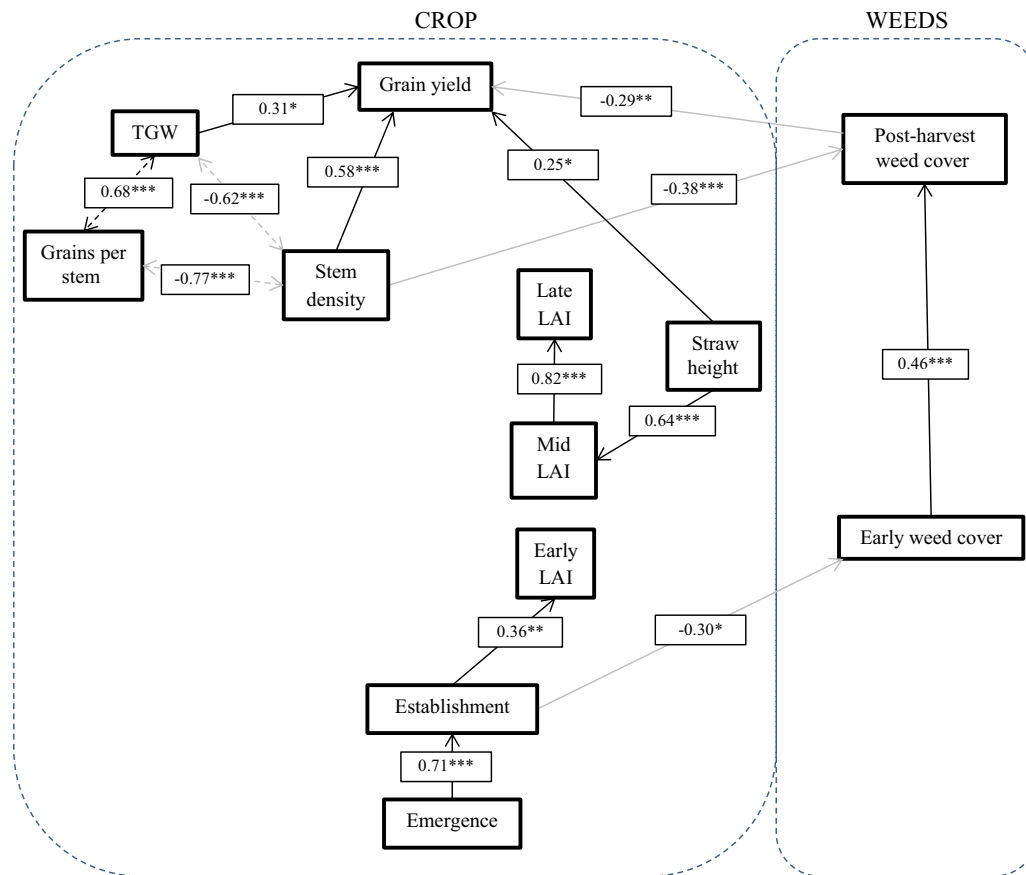 CROP
WEEDS
Grain yield
0.31*
-0.29**
TGW
Post-harvest
weed cover
0.58***
0.25*
0.68***
-0.62***
-0.38***
Grains per
stem
-0.77***
Stem
density
Late
LAI
Straw
height
0.82***
0.46***
0.64***
Mid
LAI
Early weed cover
Early
LAI
0.36**
-0.30*
Establishment
0.71***
Emergence